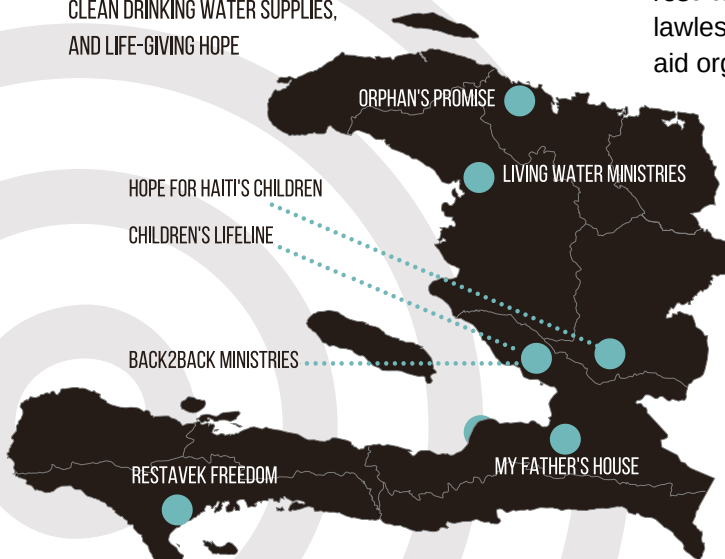 CLEAN DRINKING WATER SUPPLIES,
AND LIFE-GIVING HOPE
lawles
aid org
ORPHAN'S PROMISE
LIVING WATER MINISTRIES
HOPE FOR HAITI'S CHILDREN
CHILDREN'S LIFELINE
BACK2BACK MINISTRIES
RESTAVEK FREEDOM
MY FATHER'S HOUSE